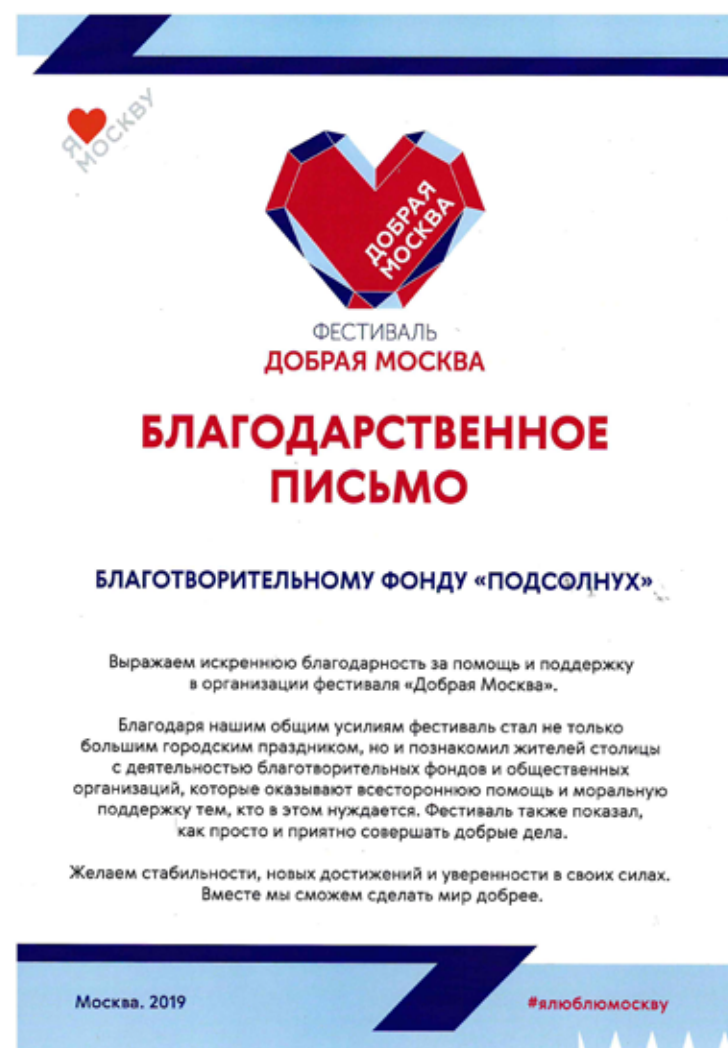 Я
МОСКВУ
ДОБРАЯ
МОСКВА
ФЕСТИВАЛЬ
ДОБРАЯ МОСКВА
БЛАГОДАРСТВЕННОЕ
ПИСЬМО
БЛАГОТВОРИТЕЛЬНОМУ ФОНДУ «ПОДСОЛНУХ»
Выражаем искреннюю благодарность за помощь и поддержку
в организации фестиваля «Добрая Москва».
Благодаря нашим общим усилиям фестиваль стал не только
большим городским праздником, но и познакомил жителей столицы
с деятельностью благотворительных фондов и общественных
организаций, которые оказывают всестороннюю помощь и моральную
поддержку тем, кто в этом нуждается. Фестиваль также показал,
как просто и приятно совершать добрые дела.
Желаем стабильности, новых достижений и уверенности в своих силах.
Вместе мы сможем сделать мир добрее.
Москва. 2019
#ялюблюмоскву